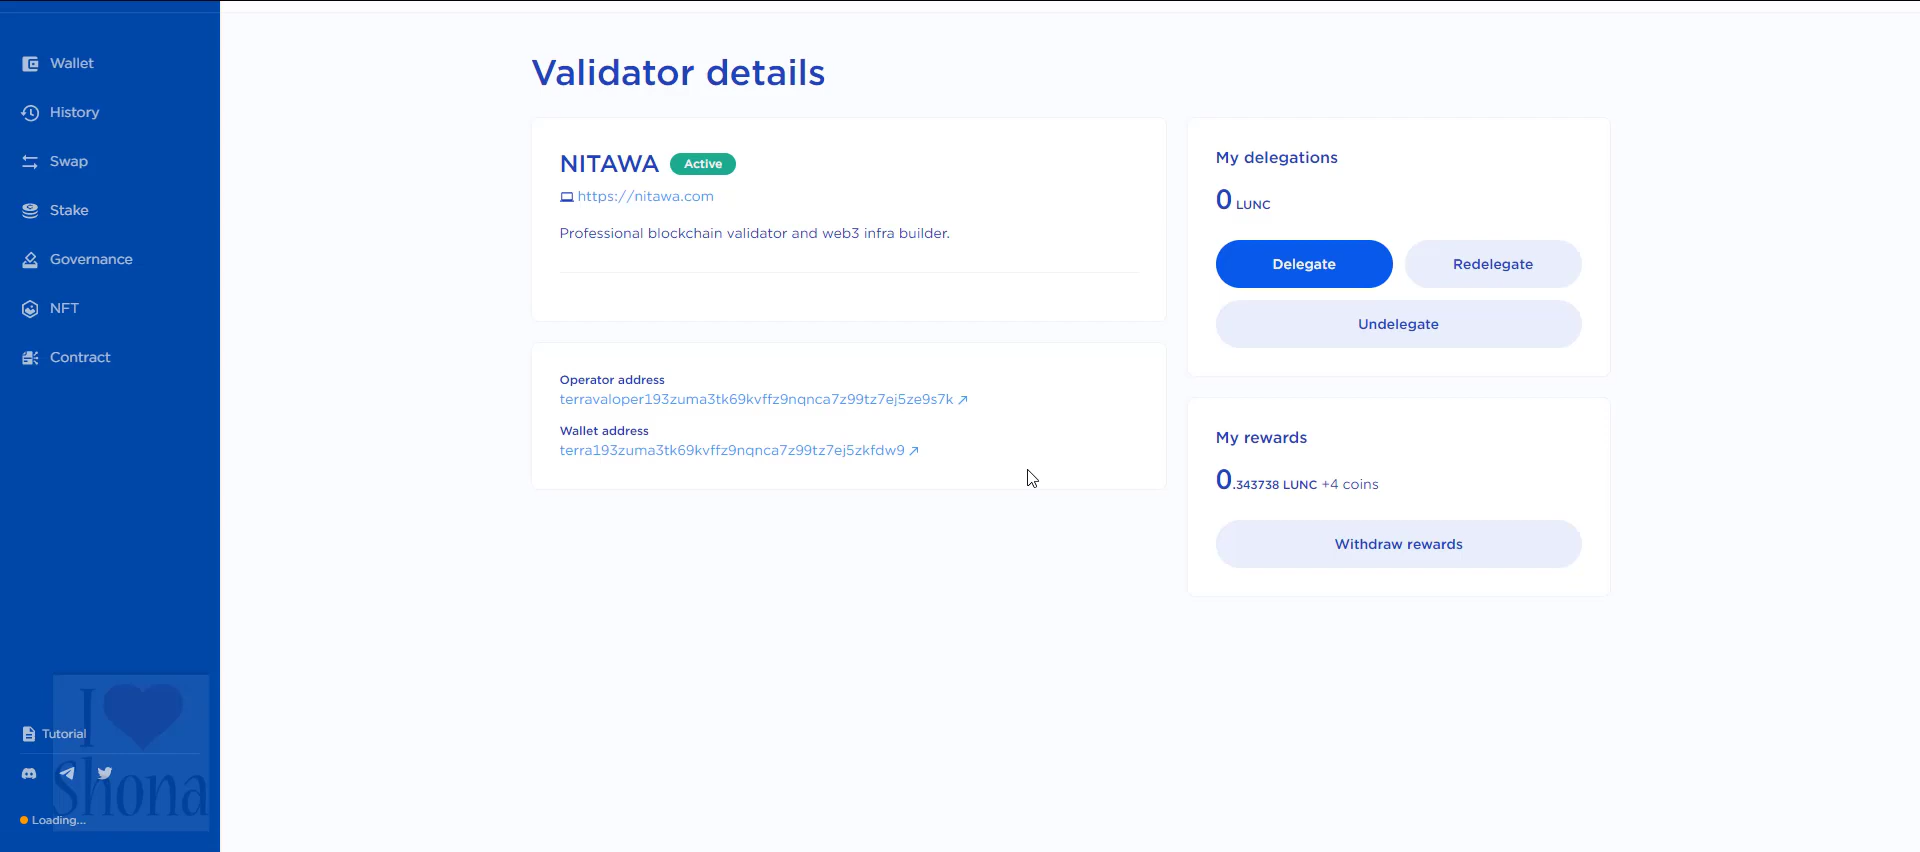 Wallet
History
Swap
Stake
Governance
NFT
Contract
Tutorial
Loading...
I
Shona
Validator details
NITAWA Active
https://nitawa.com
Professional blockchain validator and web3 infra builder.
Operator address
terravaloper193zuma3tk69kvffz9nqnca7z99tz7ej5ze9s7k
Wallet address
terra193zuma3tk69kvffz9nqnca7z99tz7ej5zkfdw9
My delegations
0 LUNC
Delegate Redelegate
Undelegate
My rewards
0.343738 LUNC +4 coins
Withdraw rewards